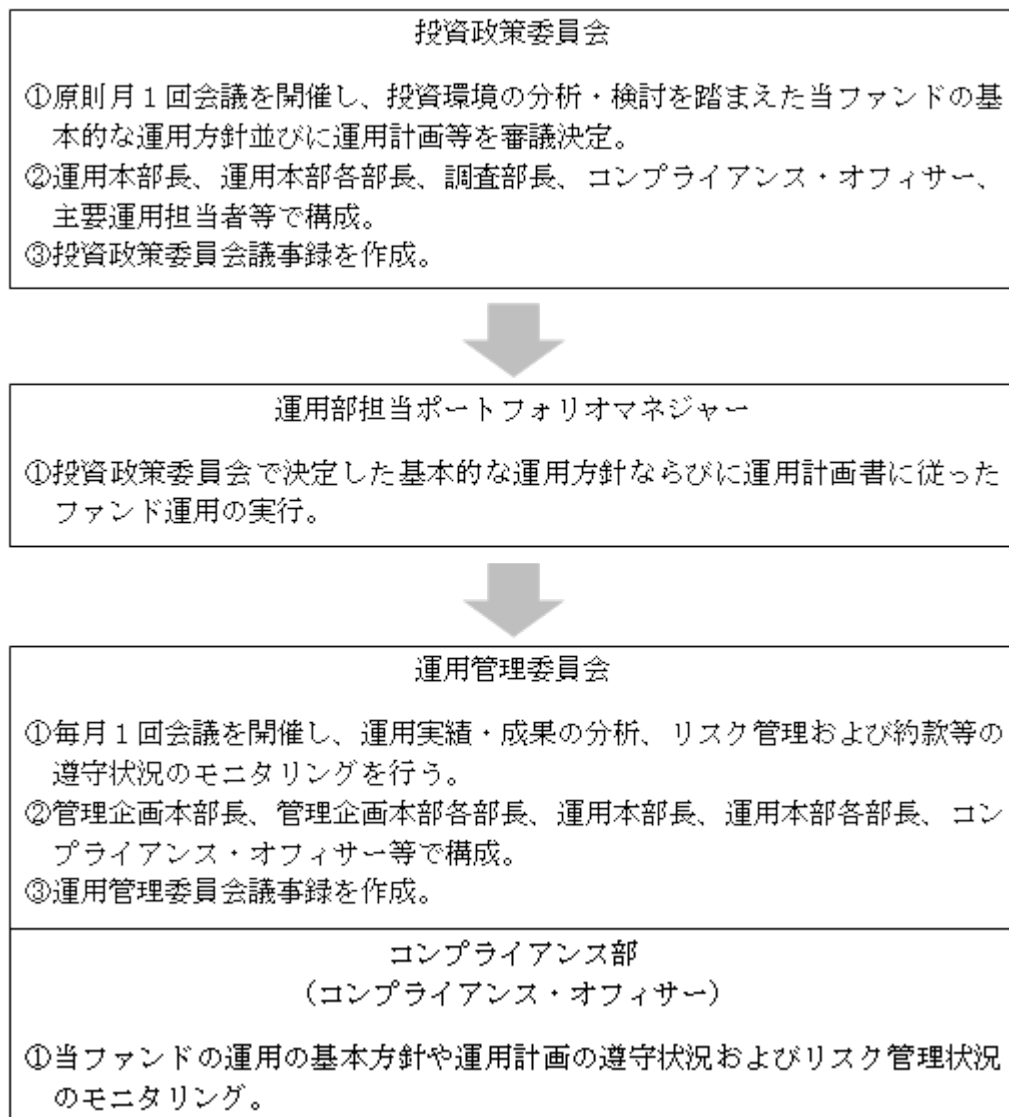 投資政策委員会
①原則月１回会議を開催し、投資環境の分析・検討を踏まえた当ファンドの基
本的な運用方針並びに運用計画等を審議決定。
②運用本部長、運用本部各部長、調査部長、コンプライアンス・オフィサー、
主要運用担当者等で構成。
③投資政策委員会議事録を作成。
運用部担当ポートフォリオマネジャー
①投資政策委員会で決定した基本的な運用方針ならびに運用計画書に従った
ファンド運用の実行。
運用管理委員会
①毎月１回会議を開催し、運用実績・成果の分析、リスク管理および約款等の
遵守状況のモニタリングを行う。
②管理企画本部長、管理企画本部各部長、運用本部長、運用本部各部長、コン
プライアンス・オフィサー等で構成。
③運用管理委員会議事録を作成。
コンプライアンス部
（コンプライアンス・オフィサー）
①当ファンドの運用の基本方針や運用計画の遵守状況およびリスク管理状況
のモニタリング。